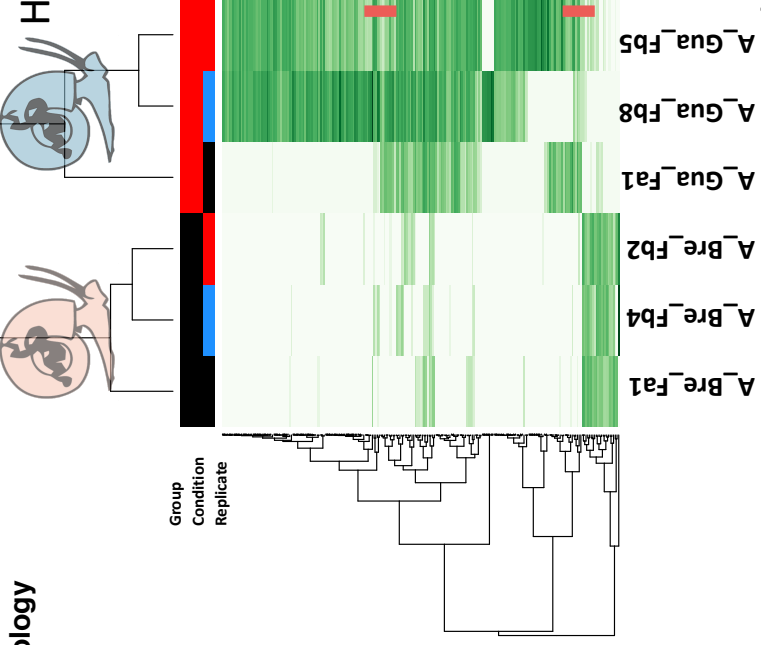 H
ology
Group
Condition
Replicate
A_Gua_Fb5
A_Gua_Fb8
A_Gua_Fa1
A_Bre_Fb2
A_Bre_Fb4
A_Bre_Fa1